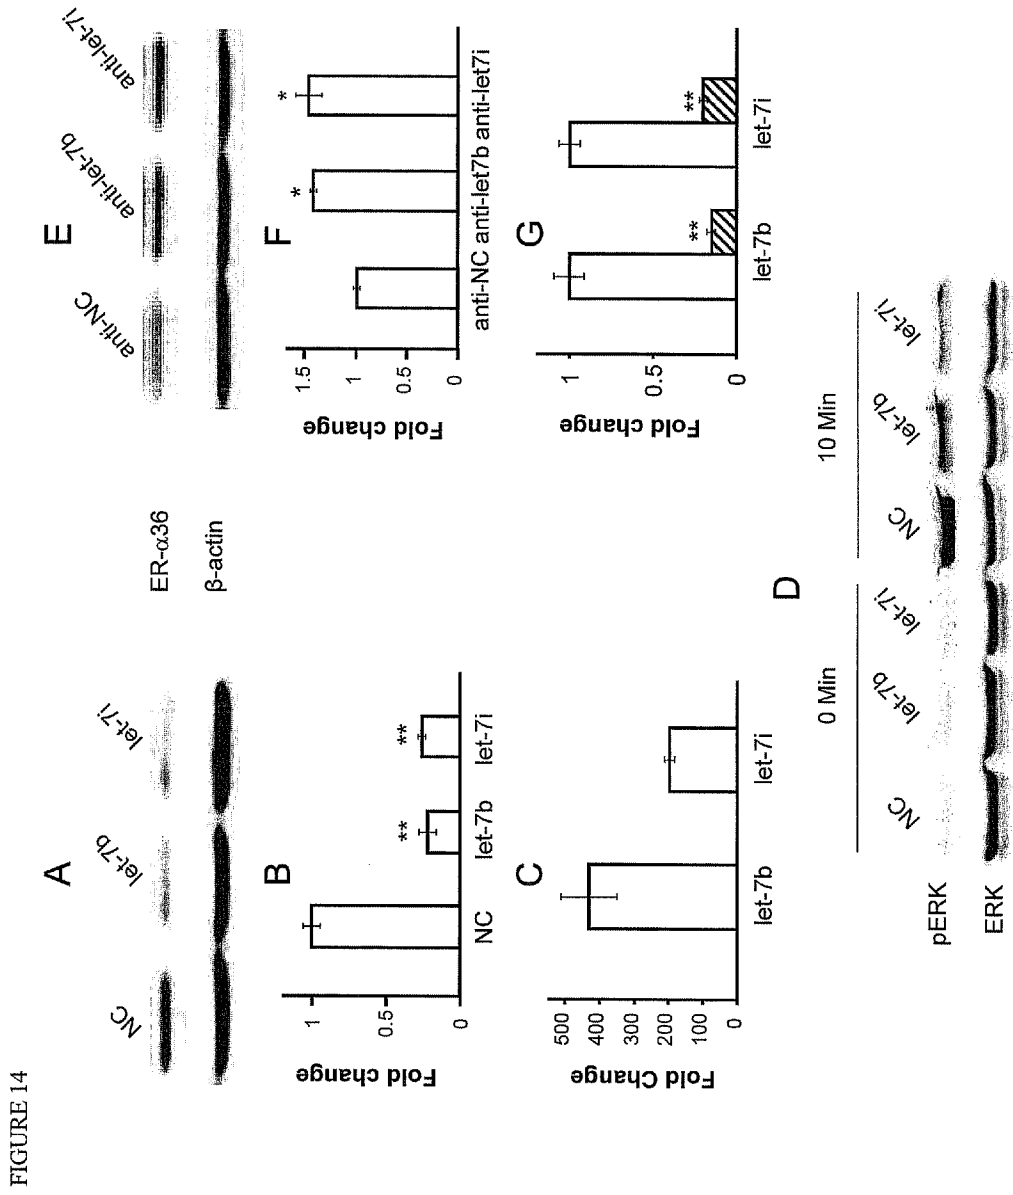 FIGURE 14
A
NC let-7b let-7i
ER-α36
β-actin
E
anti-NC anti-let-7b anti-let-7i
B
Fold change
1
0.5
0
** **
NC let-7b let-7i
F
Fold change
1.5
1
0.5
0
* *
anti-NC anti-let7b anti-let7i
C
Fold Change
500
400
300
200
100
0
let-7b let-7i
G
Fold change
1
0.5
0
** **
let-7b let-7i
D
0 Min 10 Min
NC let-7b let-7i NC let-7b let-7i
pERK
ERK